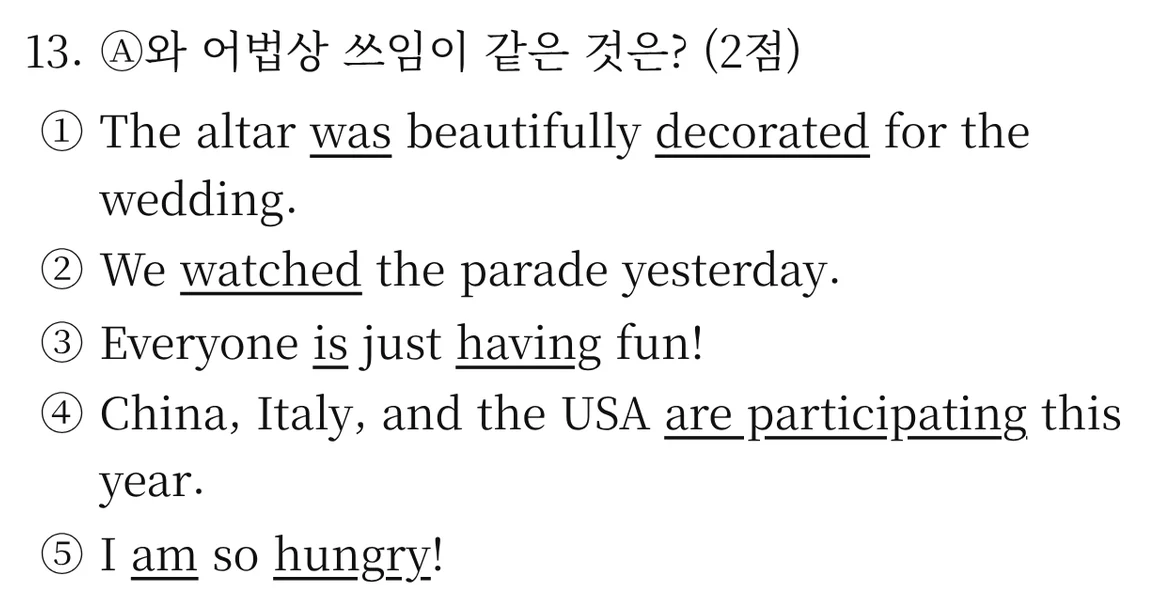 13. Ⓐ와 어법상 쓰임이 같은 것은? (2점)
① The altar was beautifully decorated for the
wedding.
② We watched the parade yesterday.
③ Everyone is just having fun!
④ China, Italy, and the USA are participating this
year.
⑤ I am so hungry!